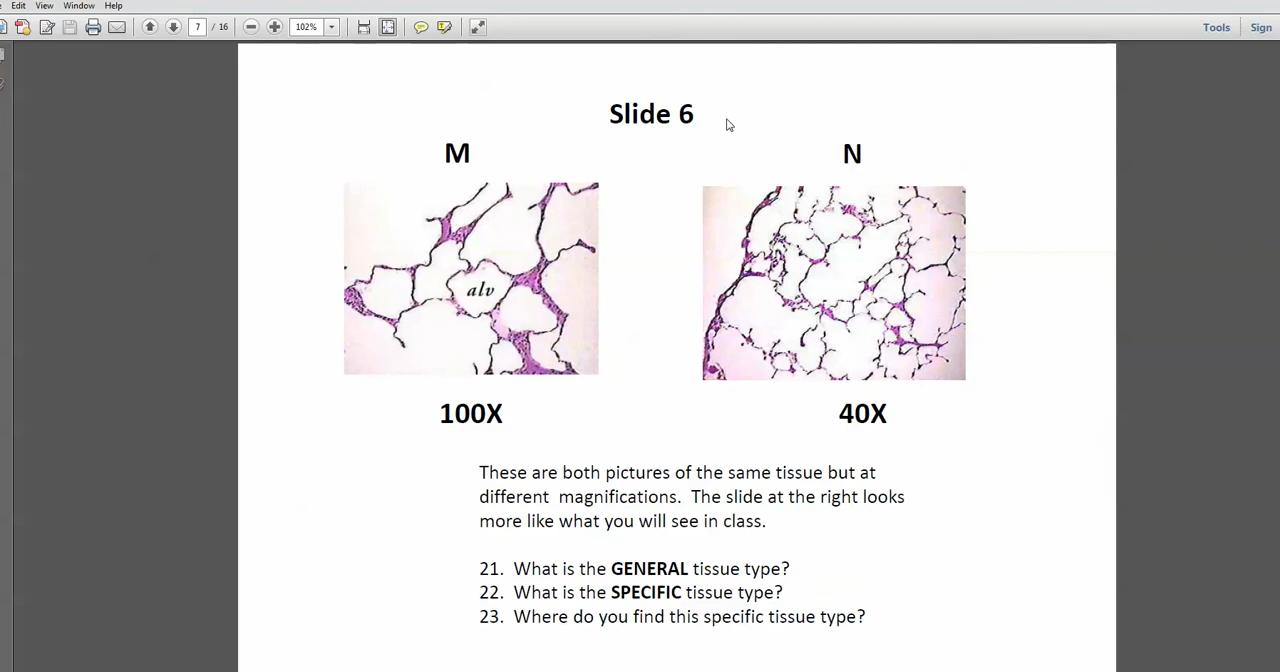 Edit View Window Help
7 / 16 102% Tools Sign
Slide 6
M N
alv
100X 40X
These are both pictures of the same tissue but at
different magnifications. The slide at the right looks
more like what you will see in class.
21. What is the GENERAL tissue type?
22. What is the SPECIFIC tissue type?
23. Where do you find this specific tissue type?